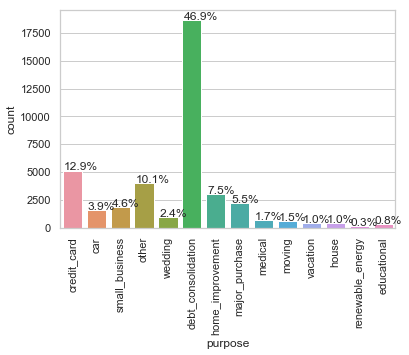 46.9%
17500
15000
12500
10000
7500
5000
2500
0
count
12.9%
3.9%
4.6%
10.1%
2.4%
7.5%
5.5%
1.7%
1.5%
1.0%
1.0%
0.3%
0.8%
credit_card
car
small_business
other
wedding
debt_consolidation
home_improvement
major_purchase
medical
moving
vacation
house
renewable_energy
educational
purpose